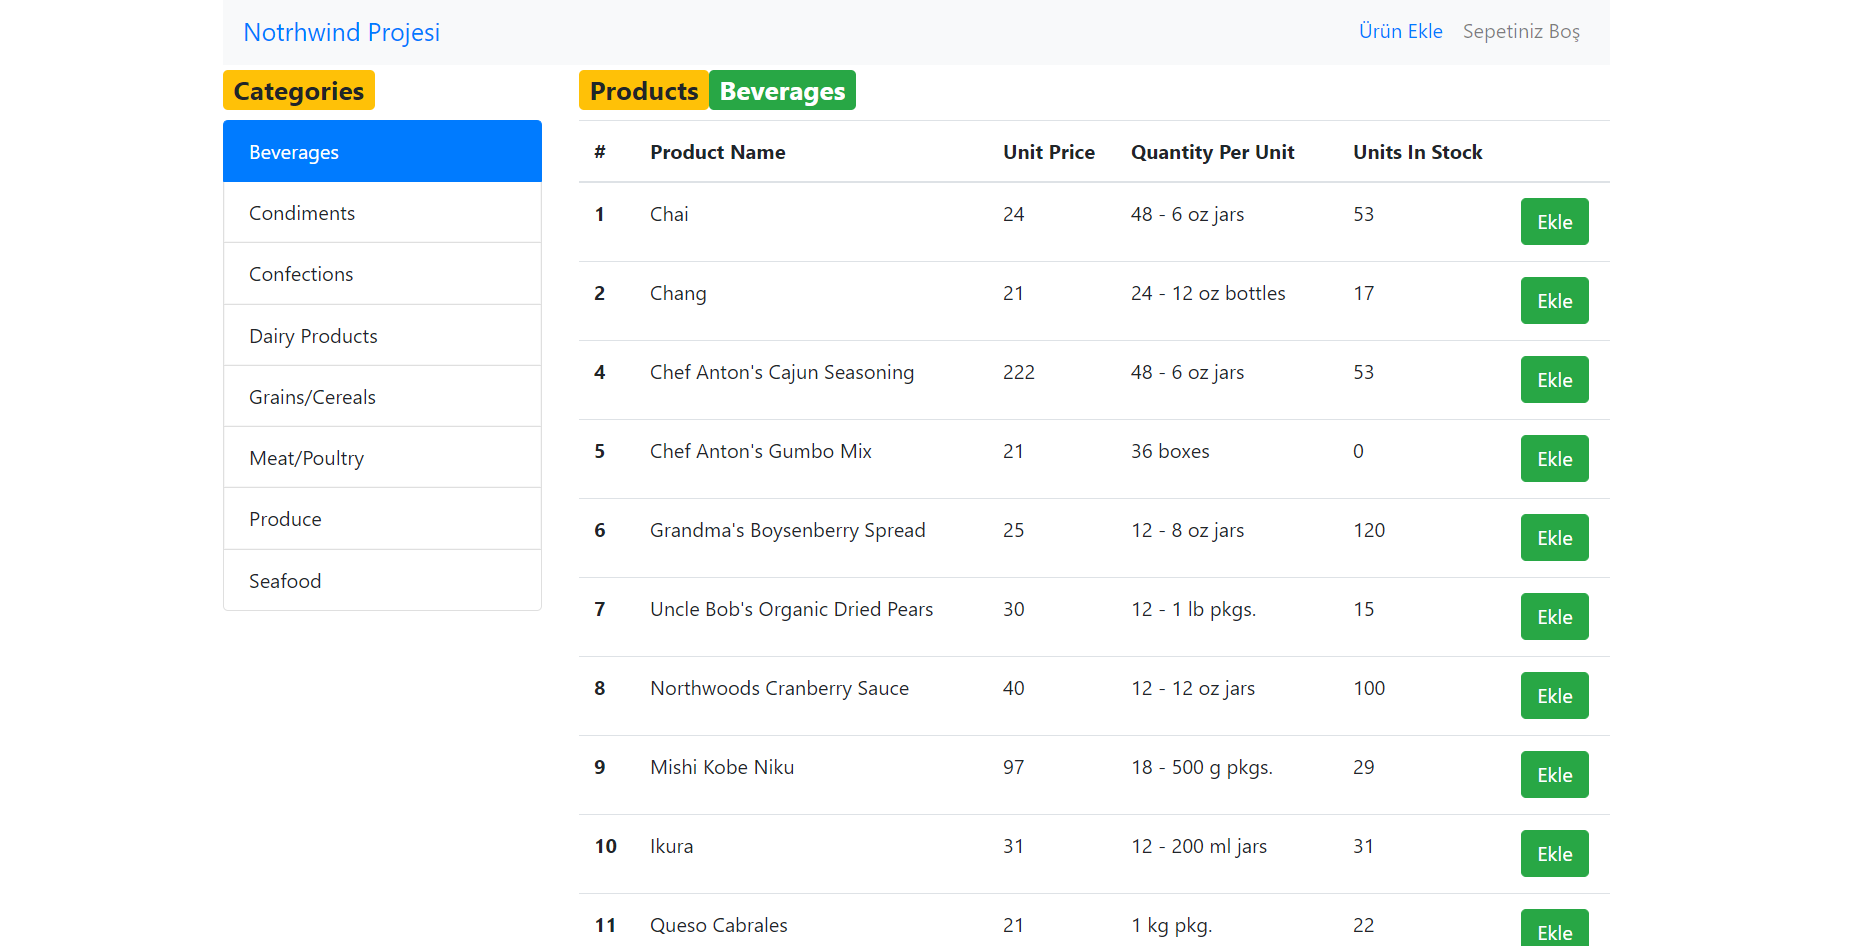 Notrhwind Projesi
Ürün Ekle Sepetiniz Boş
Categories
Beverages
Condiments
Confections
Dairy Products
Grains/Cereals
Meat/Poultry
Produce
Seafood
Products Beverages
# Product Name Unit Price Quantity Per Unit Units In Stock
1 Chai 24 48 - 6 oz jars 53 Ekle
2 Chang 21 24 - 12 oz bottles 17 Ekle
4 Chef Anton's Cajun Seasoning 222 48 - 6 oz jars 53 Ekle
5 Chef Anton's Gumbo Mix 21 36 boxes 0 Ekle
6 Grandma's Boysenberry Spread 25 12 - 8 oz jars 120 Ekle
7 Uncle Bob's Organic Dried Pears 30 12 - 1 lb pkgs. 15 Ekle
8 Northwoods Cranberry Sauce 40 12 - 12 oz jars 100 Ekle
9 Mishi Kobe Niku 97 18 - 500 g pkgs. 29 Ekle
10 Ikura 31 12 - 200 ml jars 31 Ekle
11 Queso Cabrales 21 1 kg pkg. 22 Ekle